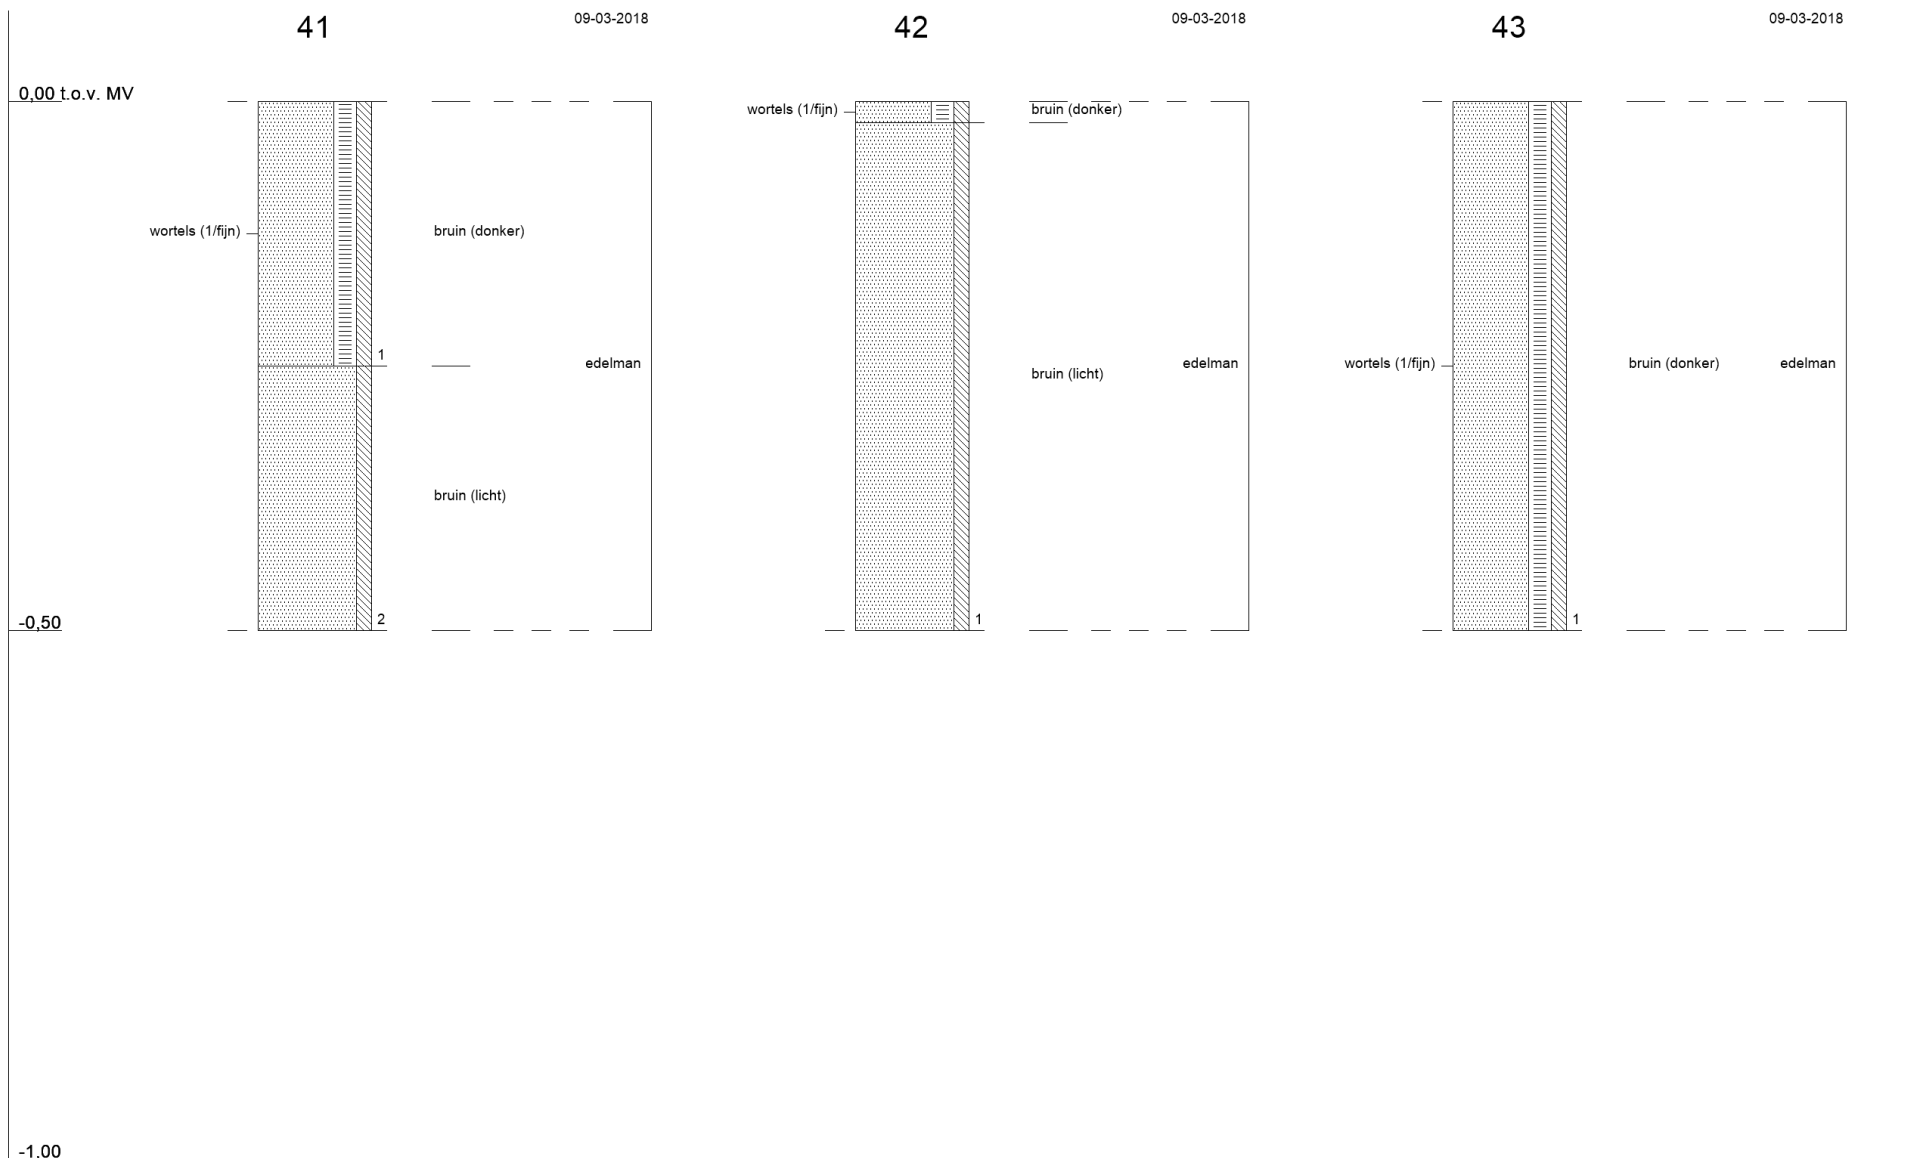 41
09-03-2018
42
09-03-2018
43
09-03-2018
0,00 t.o.v. MV
wortels (1/fijn)
bruin (donker)
wortels (1/fijn)
bruin (donker)
1
edelman
bruin (licht)
edelman
wortels (1/fijn)
bruin (donker)
edelman
bruin (licht)
-0,50
2
1
1
-1,00